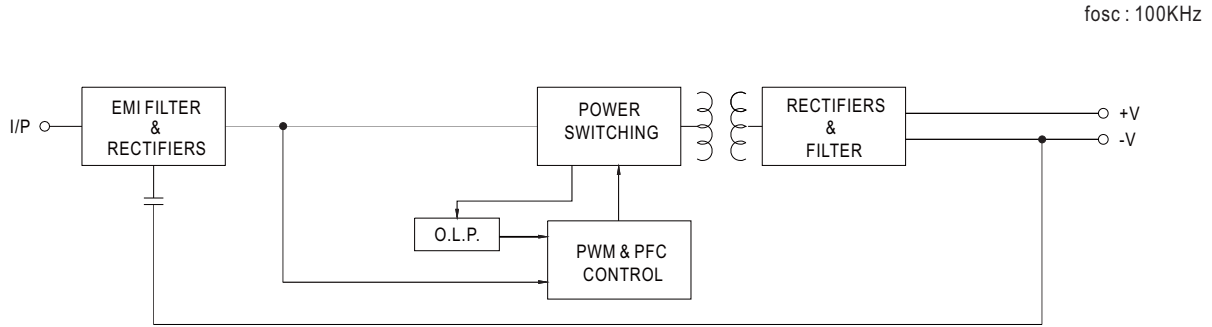 fosc : 100KHz
I/P
EMI FILTER
&
RECTIFIERS
POWER
SWITCHING
RECTIFIERS
&
FILTER
+V
-V
O.L.P.
PWM & PFC
CONTROL